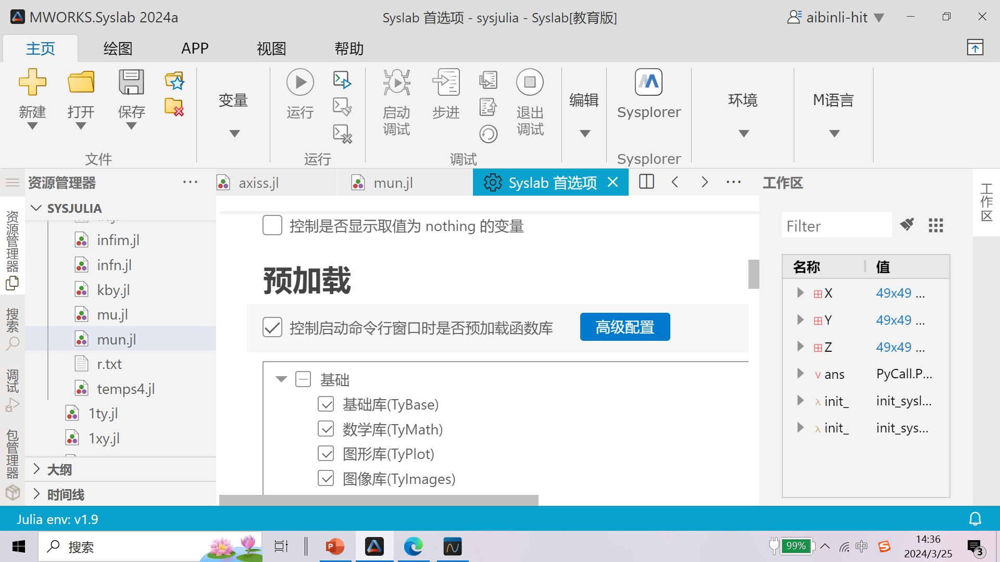 MWORKS.Syslab 2024a
Syslab 首选项 - sysjulia - Syslab[教育版]
aibinli-hit
主页
绘图
APP
视图
帮助
新建
打开
保存
文件
变量
运行
运行
启动
调试
步进
退出
调试
调试
编辑
Sysplorer
Sysplorer
环境
M语言
资源管理器
搜索
调试
包管理器
资源管理器
SYSJULIA
infim.jl
infn.jl
kby.jl
mu.jl
mun.jl
r.txt
temps4.jl
1ty.jl
1xy.jl
大纲
时间线
axiss.jl
mun.jl
Syslab 首选项
控制是否显示取值为 nothing 的变量
预加载
控制启动命令行窗口时是否预加载函数库
高级配置
基础
基础库(TyBase)
数学库(TyMath)
图形库(TyPlot)
图像库(TyImages)
工作区
Filter
名称 值
X 49x49 ...
Y 49x49 ...
Z 49x49 ...
ans PyCall.P...
init_ init_sysl...
init_ init_sys...
工作区
Julia env: v1.9
搜索
99%
中
14:36
2024/3/25
3